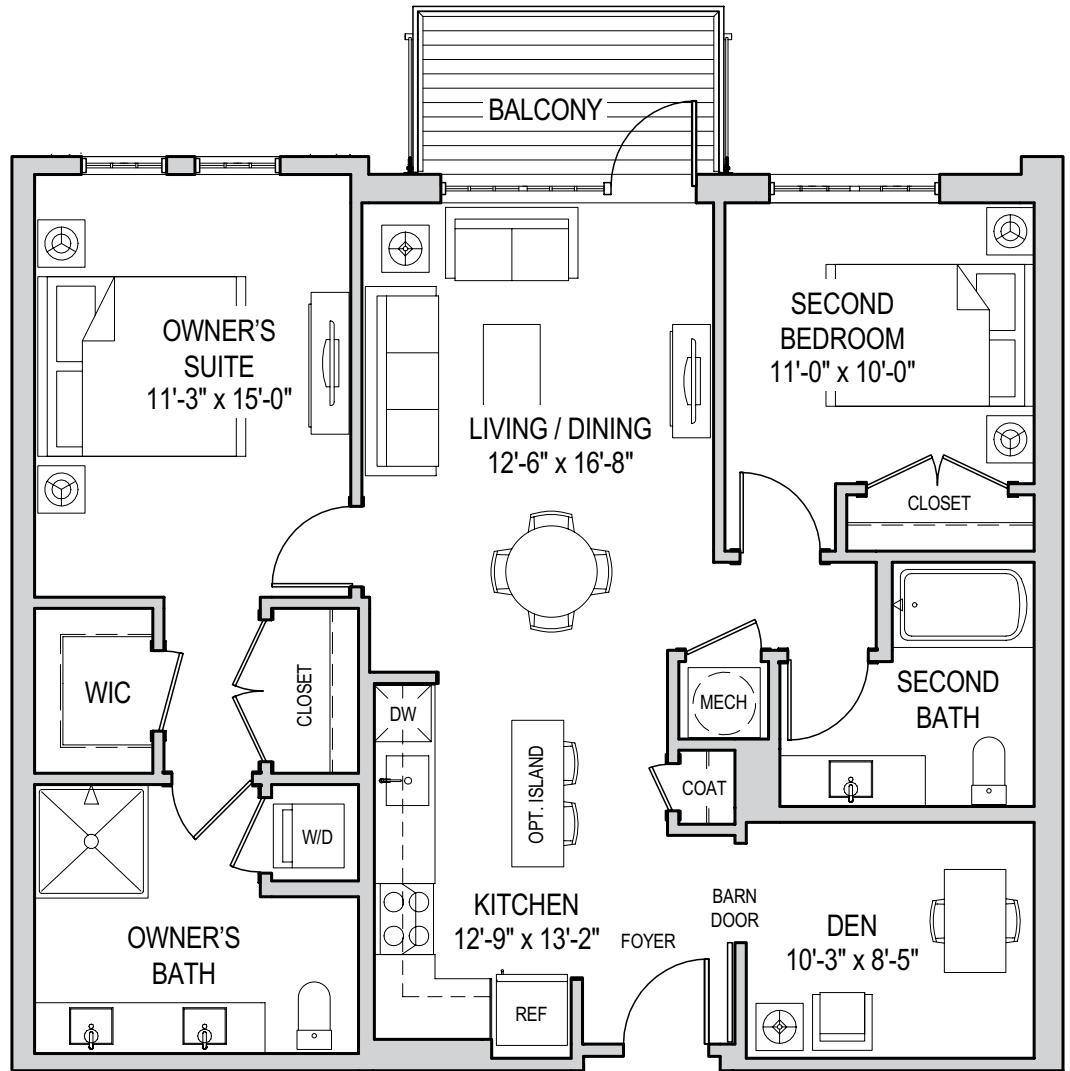 BALCONY
OWNER'S
SUITE
11'-3" x 15'-0"
SECOND
BEDROOM
11'-0" x 10'-0"
LIVING / DINING
12'-6" x 16'-8"
CLOSET
WIC
CLOSET
DW
MECH
SECOND
BATH
OPT. ISLAND
COAT
W/D
KITCHEN
12'-9" x 13'-2"
BARN
DOOR
FOYER
DEN
10'-3" x 8'-5"
OWNER'S
BATH
REF